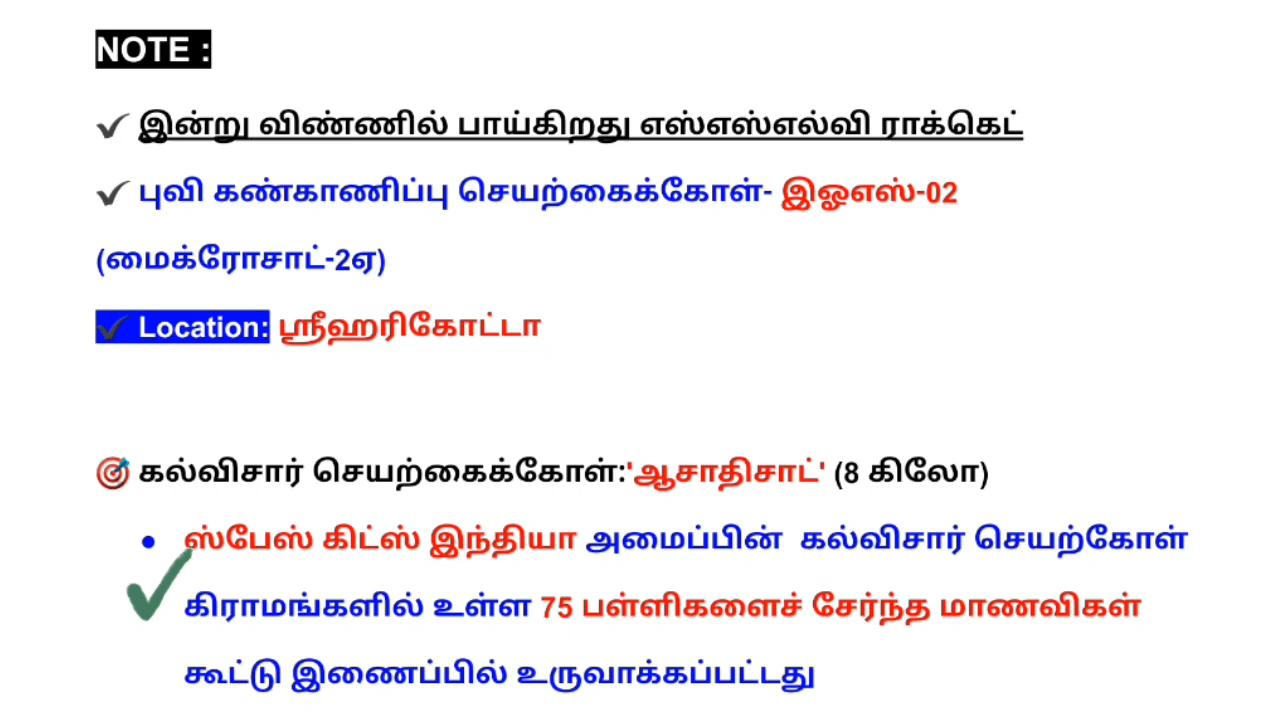 NOTE :
✔ இன்று விண்ணில் பாய்கிறது எஸ்எஸ்எல்வி ராக்கெட்
✔ புவி கண்காணிப்பு செயற்கைக்கோள்- இஓஎஸ்-02
(மைக்ரோசாட்-2ஏ)
✔ Location: ஸ்ரீஹரிகோட்டா
🎯 கல்விசார் செயற்கைக்கோள்:'ஆசாதிசாட்' (8 கிலோ)
● ஸ்பேஸ் கிட்ஸ் இந்தியா அமைப்பின் கல்விசார் செயற்கோள்
கிராமங்களில் உள்ள 75 பள்ளிகளைச் சேர்ந்த மாணவிகள்
கூட்டு இணைப்பில் உருவாக்கப்பட்டது